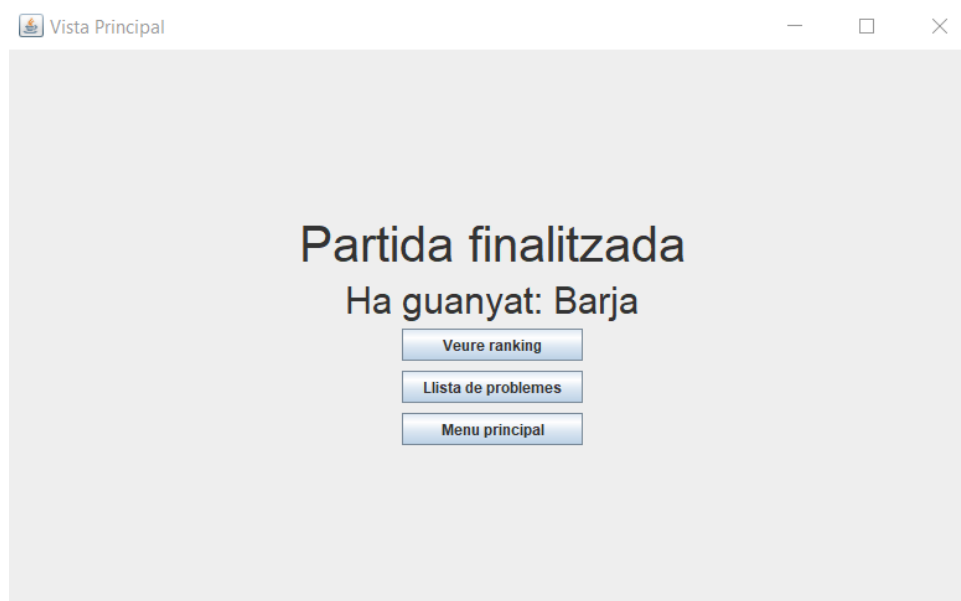 Vista Principal
Partida finalitzada
Ha guanyat: Barja
Veure ranking
Llista de problemes
Menu principal